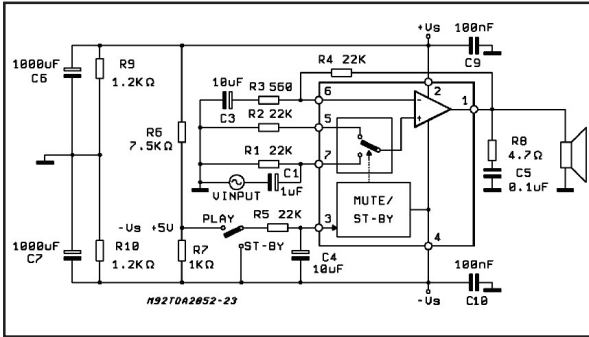 +Vs
100nF
C9
1000uF
C6
R9
1.2KΩ
R4 22K
10uF
C3
R3 560
6
2
1
R2 22K
5
R6
7.5KΩ
R1 22K
7
C1
1uF
VINPUT
R8
4.7Ω
C5
0.1uF
MUTE/
ST-BY
-Vs +5V
PLAY
R5 22K
3
ST-BY
4
1000uF
C7
R10
1.2KΩ
R7
1KΩ
C4
10uF
100nF
C10
-Vs
M92TDA2052-23